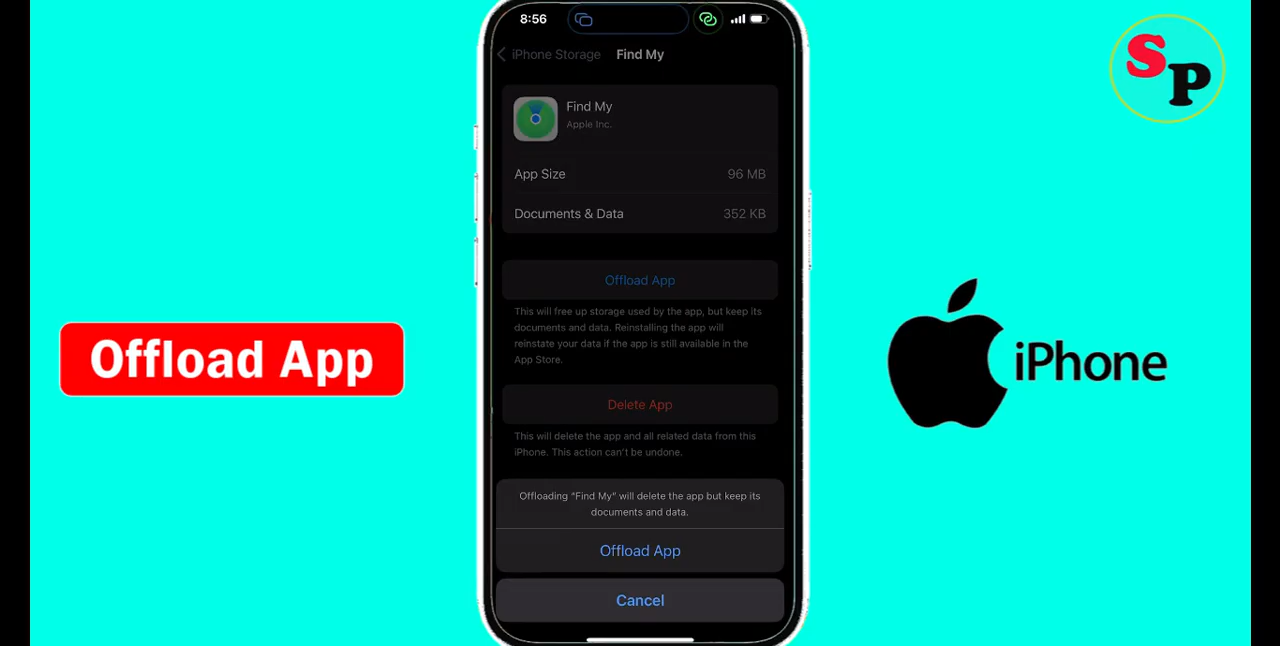 8:56
iPhone Storage
Find My
Find My
Apple Inc.
App Size 96 MB
Documents & Data 352 KB
Offload App
This will free up storage used by the app, but keep its
documents and data. Reinstalling the app will
reinstate your data if the app is still available in the
App Store.
Delete App
This will delete the app and all related data from this
iPhone. This action can't be undone.
Offloading "Find My" will delete the app but keep its
documents and data.
Offload App
Cancel
Offload App
SP
iPhone